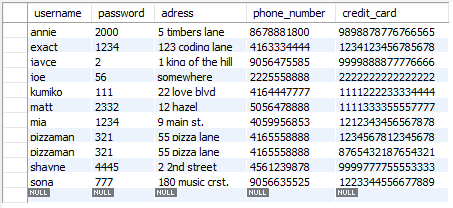 username password adress phone_number credit_card
annie 2000 5 timbers lane 8678881800 9898878776766565
exact 1234 123 coding lane 4163334444 1234123456785678
jayce 2 1 king of the hill 9056475585 9999888877776666
joe 56 somewhere 2225558888 2222222222222222
kumiko 111 22 love blvd 4164447777 1111222233334444
matt 2332 12 hazel 5056478888 1111333355557777
mia 1234 9 main st. 4059956853 1212343456567878
pizzaman 321 55 pizza lane 4165558888 1234567812345678
pizzaman 321 55 pizza lane 4165558888 8765432187654321
shayne 4445 2 2nd street 4561239878 9999777755553333
sona 777 180 music crst. 9056635525 1223344556677889
NULL NULL NULL NULL NULL